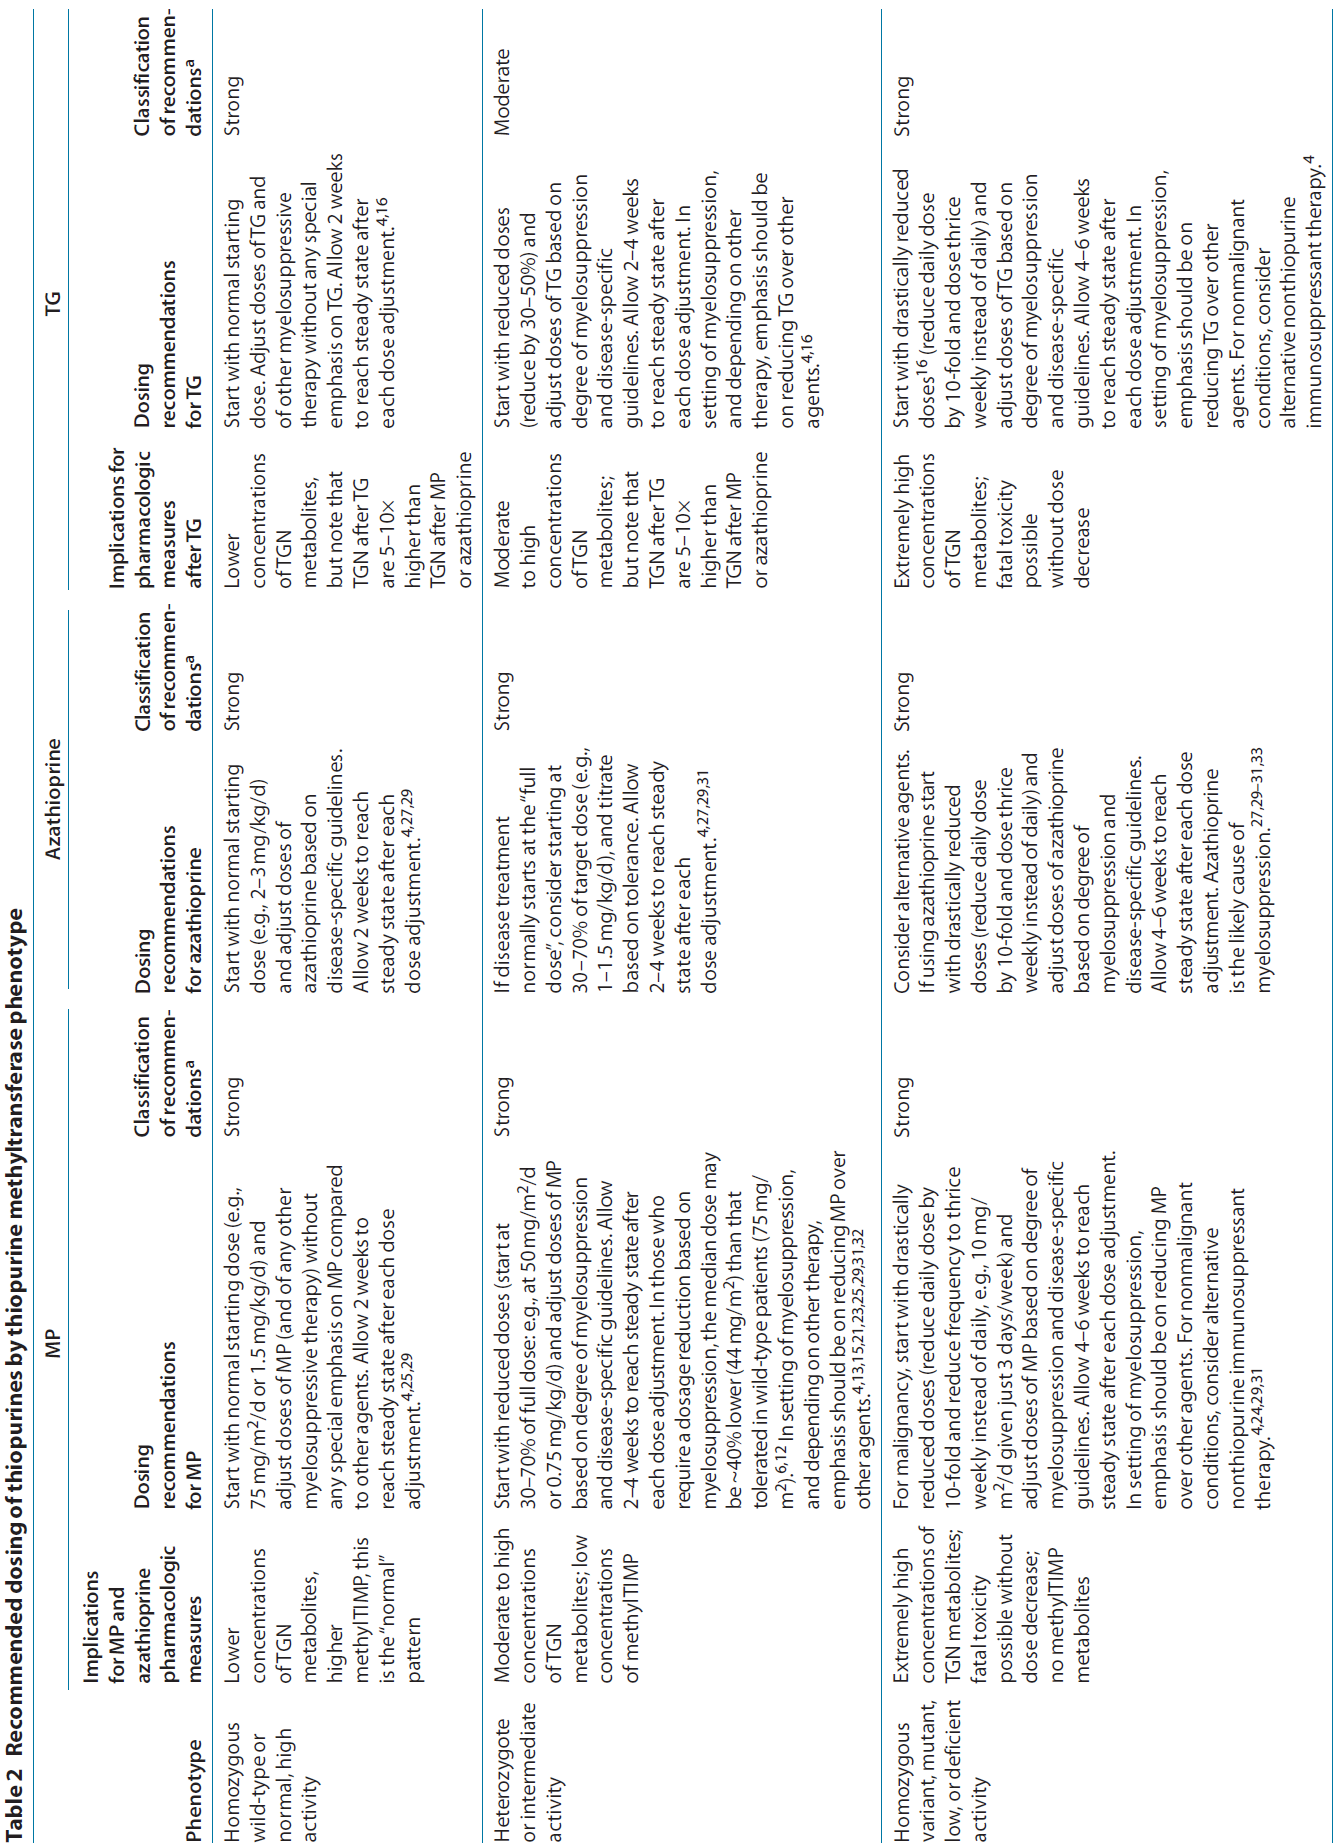 Table 2 Recommended dosing of thiopurines by thiopurine methyltransferase phenotype
MP
Azathioprine
TG
Phenotype
Implications
for MP and
azathioprine
pharmacologic
measures
Dosing
recommendations
for MP
Classification
of recommen-
dationsᵃ
Dosing
recommendations
for azathioprine
Classification
of recommen-
dationsᵃ
Implications for
pharmacologic
measures
after TG
Dosing
recommendations
for TG
Classification
of recommen-
dationsᵃ
Homozygous
wild-type or
normal, high
activity
Lower
concentrations
of TGN
metabolites,
higher
methylTIMP, this
is the “normal”
pattern
Start with normal starting dose (e.g.,
75 mg/m²/d or 1.5 mg/kg/d) and
adjust doses of MP (and of any other
myelosuppressive therapy) without
any special emphasis on MP compared
to other agents. Allow 2 weeks to
reach steady state after each dose
adjustment.⁴,²⁵,²⁹
Strong
Start with normal starting
dose (e.g., 2–3 mg/kg/d)
and adjust doses of
azathioprine based on
disease-specific guidelines.
Allow 2 weeks to reach
steady state after each
dose adjustment.⁴,²⁷,²⁹
Strong
Lower
concentrations
of TGN
metabolites,
but note that
TGN after TG
are 5–10×
higher than
TGN after MP
or azathioprine
Start with normal starting
dose. Adjust doses of TG and
of other myelosuppressive
therapy without any special
emphasis on TG. Allow 2 weeks
to reach steady state after
each dose adjustment.⁴,¹⁶
Strong
Heterozygote
or intermediate
activity
Moderate to high
concentrations
of TGN
metabolites; low
concentrations
of methylTIMP
Start with reduced doses (start at
30–70% of full dose: e.g., at 50 mg/m²/d
or 0.75 mg/kg/d) and adjust doses of MP
based on degree of myelosuppression
and disease-specific guidelines. Allow
2–4 weeks to reach steady state after
each dose adjustment. In those who
require a dosage reduction based on
myelosuppression, the median dose may
be ~40% lower (44 mg/m²) than that
tolerated in wild-type patients (75 mg/
m²).⁶,¹² In setting of myelosuppression,
and depending on other therapy,
emphasis should be on reducing MP over
other agents.⁴,¹³,¹⁵,²¹,²³,²⁵,²⁹,³¹,³²
Strong
If disease treatment
normally starts at the “full
dose”, consider starting at
30–70% of target dose (e.g.,
1–1.5 mg/kg/d), and titrate
based on tolerance. Allow
2–4 weeks to reach steady
state after each
dose adjustment.⁴,²⁷,²⁹,³¹
Strong
Moderate
to high
concentrations
of TGN
metabolites;
but note that
TGN after TG
are 5–10×
higher than
TGN after MP
or azathioprine
Start with reduced doses
(reduce by 30–50%) and
adjust doses of TG based on
degree of myelosuppression
and disease-specific
guidelines. Allow 2–4 weeks
to reach steady state after
each dose adjustment. In
setting of myelosuppression,
and depending on other
therapy, emphasis should be
on reducing TG over other
agents.⁴,¹⁶
Moderate
Homozygous
variant, mutant,
low, or deficient
activity
Extremely high
concentrations of
TGN metabolites;
fatal toxicity
possible without
dose decrease;
no methylTIMP
metabolites
For malignancy, start with drastically
reduced doses (reduce daily dose by
10-fold and reduce frequency to thrice
weekly instead of daily, e.g., 10 mg/
m²/d given just 3 days/week) and
adjust doses of MP based on degree of
myelosuppression and disease-specific
guidelines. Allow 4–6 weeks to reach
steady state after each dose adjustment.
In setting of myelosuppression,
emphasis should be on reducing MP
over other agents. For nonmalignant
conditions, consider alternative
nonthiopurine immunosuppressant
therapy.⁴,²⁴,²⁹,³¹
Strong
Consider alternative agents.
If using azathioprine start
with drastically reduced
doses (reduce daily dose
by 10-fold and dose thrice
weekly instead of daily) and
adjust doses of azathioprine
based on degree of
myelosuppression and
disease-specific guidelines.
Allow 4–6 weeks to reach
steady state after each dose
adjustment. Azathioprine
is the likely cause of
myelosuppression.²⁷,²⁹–³¹,³³
Strong
Extremely high
concentrations
of TGN
metabolites;
fatal toxicity
possible
without dose
decrease
Start with drastically reduced
doses¹⁶ (reduce daily dose
by 10-fold and dose thrice
weekly instead of daily) and
adjust doses of TG based on
degree of myelosuppression
and disease-specific
guidelines. Allow 4–6 weeks
to reach steady state after
each dose adjustment. In
setting of myelosuppression,
emphasis should be on
reducing TG over other
agents. For nonmalignant
conditions, consider
alternative nonthiopurine
immunosuppressant therapy.⁴
Strong